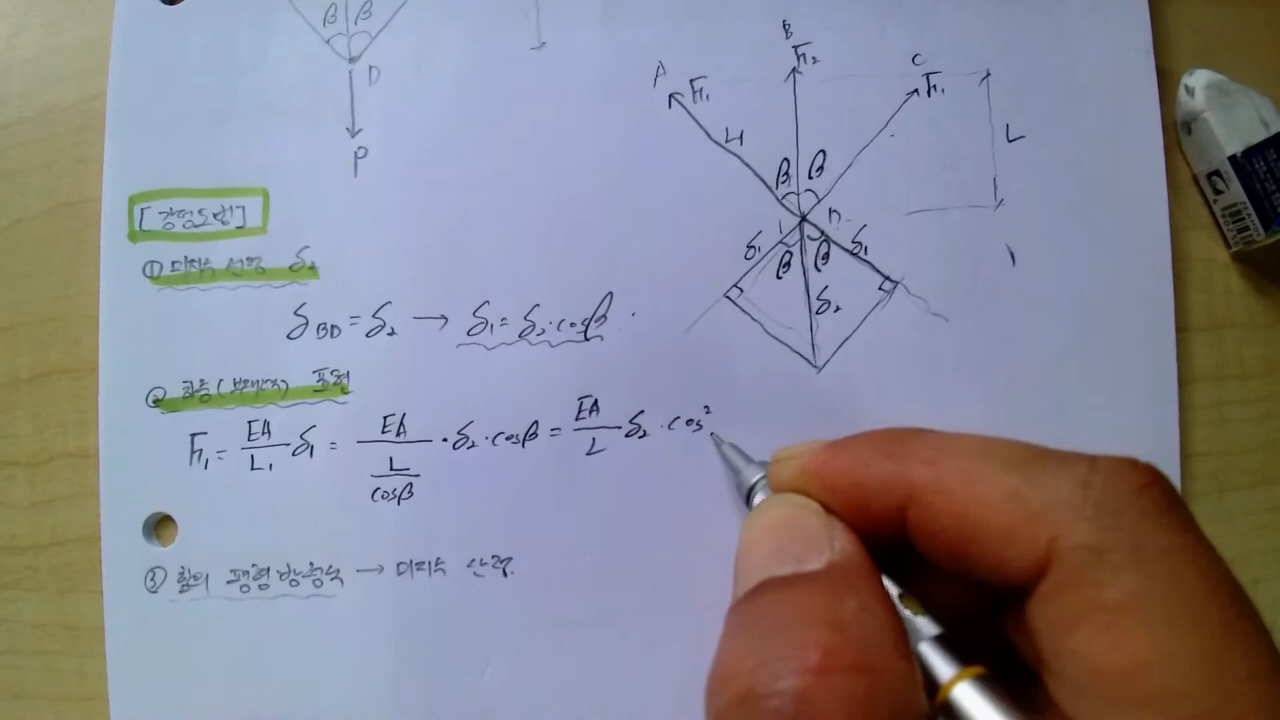 β β
D
P
B
F₂
A
F₁
C
F₁
L₁
L
β β
D
δ₁
δ₁
β β
δ₂
[강성도법]
① 미지수 선정 δ₂
δBD = δ₂ → δ₁ = δ₂·cosβ
② 하중(부재력) 표현
F₁ = EA/L₁ δ₁ = EA/(L/cosβ) · δ₂ · cosβ = EA/L δ₂ · cos²
③ 힘의 평형방정식 → 미지수 산정.